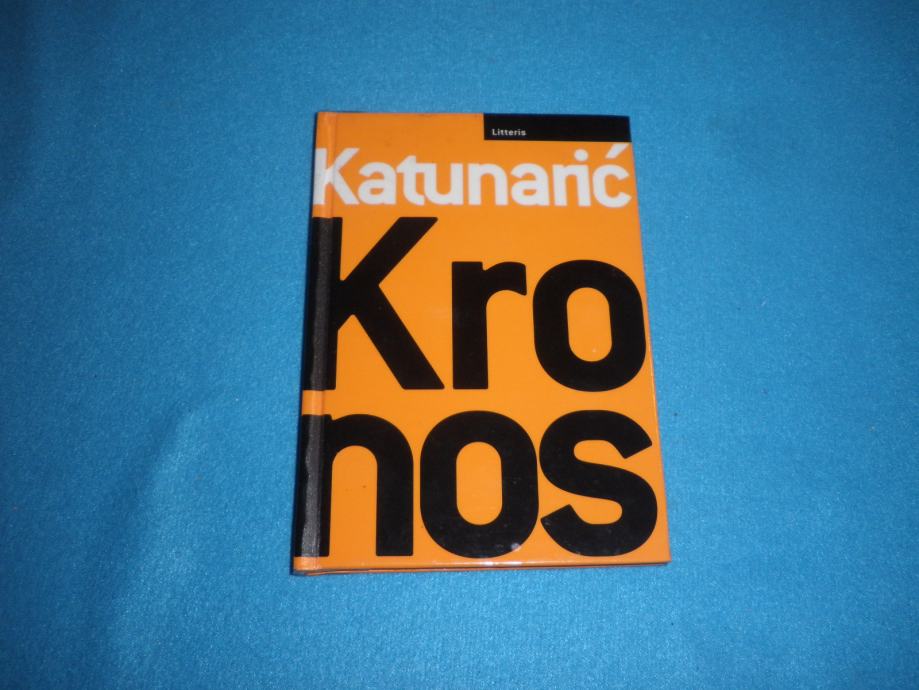 Litteris
Katunarić
Kro
nos